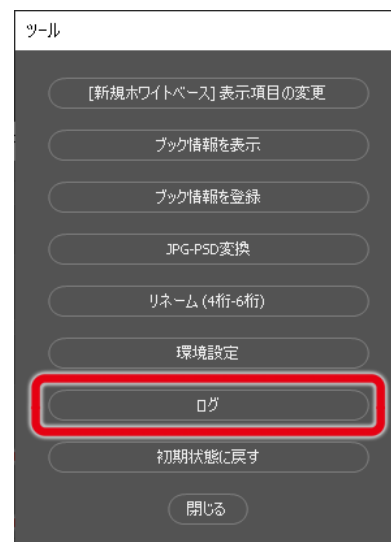 ツール
[新規ホワイトベース] 表示項目の変更
ブック情報を表示
ブック情報を登録
JPG-PSD変換
リネーム (4桁-6桁)
環境設定
ログ
初期状態に戻す
閉じる